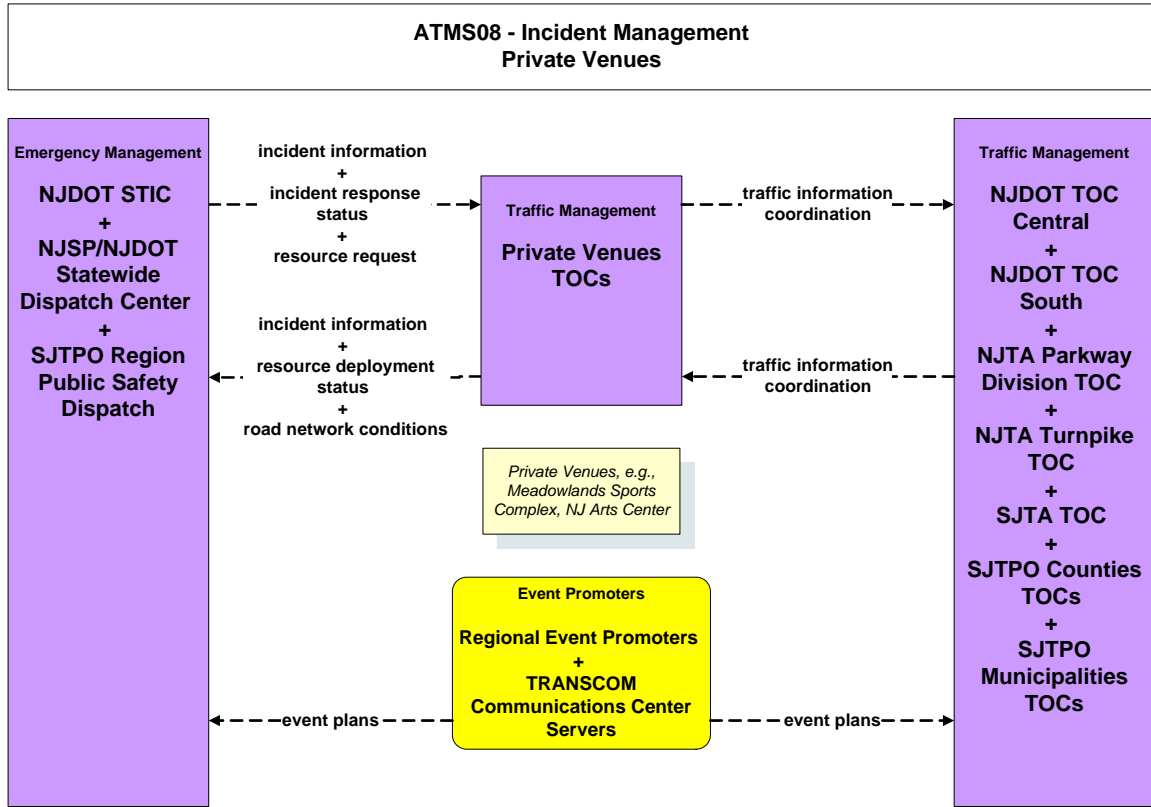 ATMS08 - Incident Management
Private Venues
Emergency Management
NJDOT STIC
+
NJSP/NJDOT
Statewide
Dispatch Center
+
SJTPO Region
Public Safety
Dispatch
incident information
+
incident response
status
+
resource request
incident information
+
resource deployment
status
+
road network conditions
Traffic Management
Private Venues
TOCs
traffic information
coordination
traffic information
coordination
Private Venues, e.g.,
Meadowlands Sports
Complex, NJ Arts Center
Event Promoters
Regional Event Promoters
+
TRANSCOM
Communications Center
Servers
event plans
event plans
Traffic Management
NJDOT TOC
Central
+
NJDOT TOC
South
+
NJTA Parkway
Division TOC
+
NJTA Turnpike
TOC
+
SJTA TOC
+
SJTPO Counties
TOCs
+
SJTPO
Municipalities
TOCs